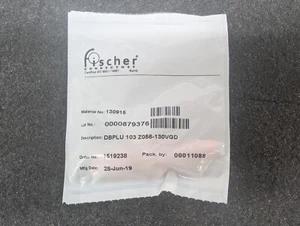 fischer
CONNECTORS
Material No: 130915
Lot No: 0000879376
Description: DBPLU 103 Z056-130VGD
Order No: 1519238 Pack. by: 00011088
Mfg Date: 25-Jun-19